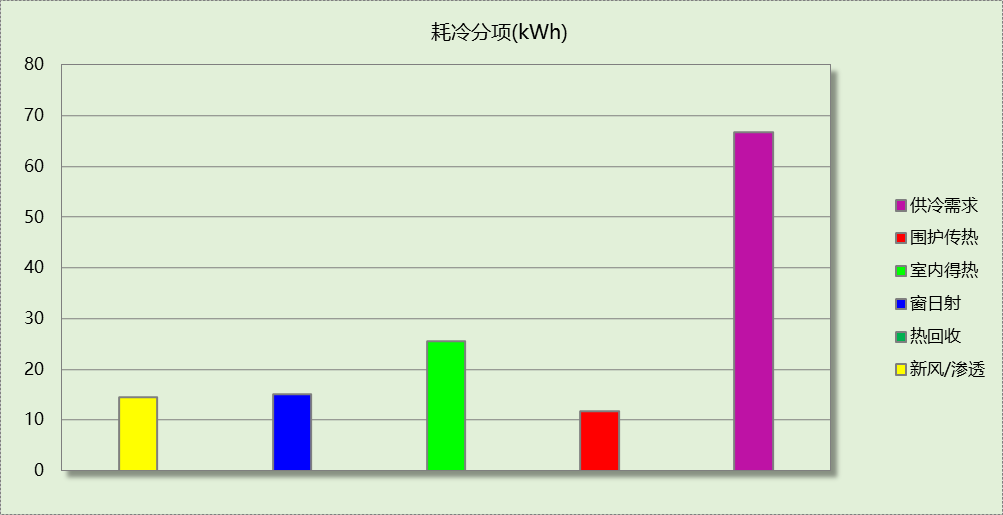 耗冷分项(kWh)
80
70
60
50
40
30
20
10
0
供冷需求
围护传热
室内得热
窗日射
热回收
新风/渗透